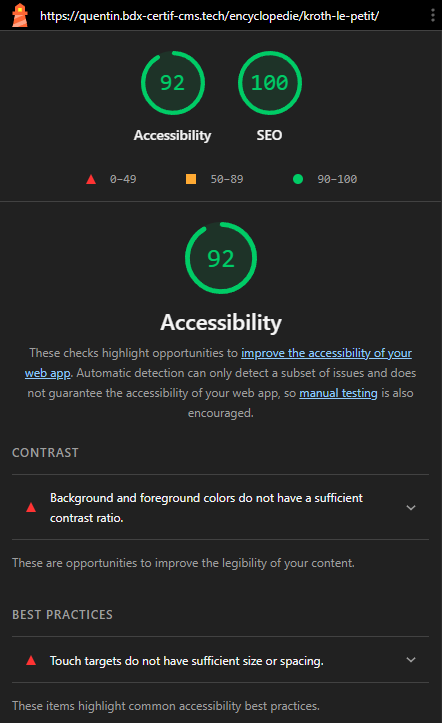 https://quentin.bdx-certif-cms.tech/encyclopedie/kroth-le-petit/
92
100
Accessibility
SEO
0–49
50–89
90–100
92
Accessibility
These checks highlight opportunities to improve the accessibility of your
web app. Automatic detection can only detect a subset of issues and does
not guarantee the accessibility of your web app, so manual testing is also
encouraged.
CONTRAST
Background and foreground colors do not have a sufficient
contrast ratio.
These are opportunities to improve the legibility of your content.
BEST PRACTICES
Touch targets do not have sufficient size or spacing.
These items highlight common accessibility best practices.